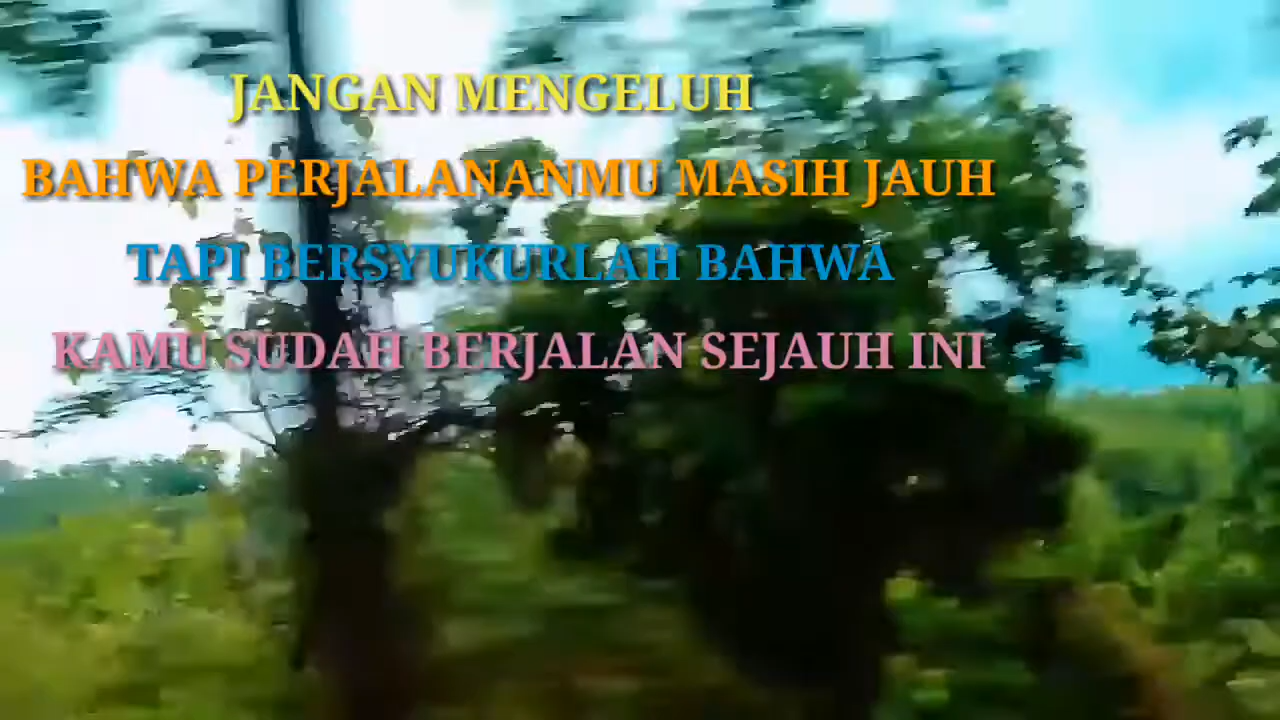 JANGAN MENGELUH
BAHWA PERJALANANMU MASIH JAUH
TAPI BERSYUKURLAH BAHWA
KAMU SUDAH BERJALAN SEJAUH INI